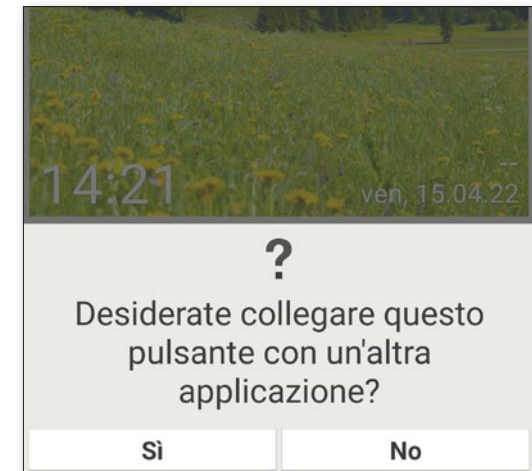 --
14:21
ven, 15.04.22
?
Desiderate collegare questo
pulsante con un'altra
applicazione?
Sì
No